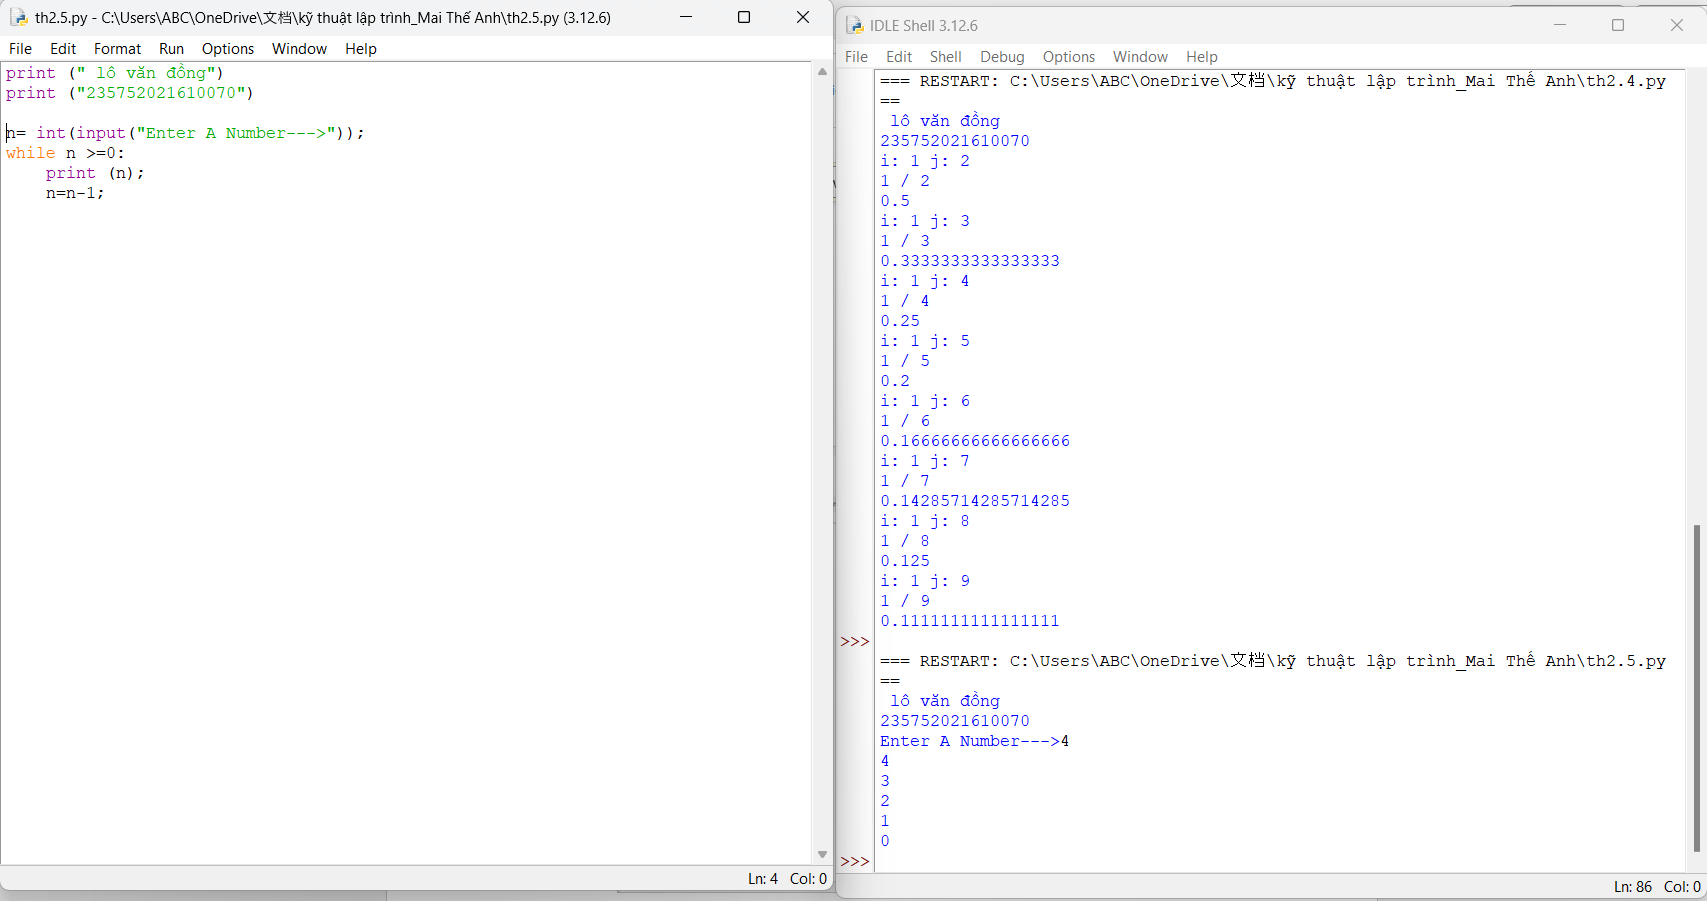 th2.5.py - C:\Users\ABC\OneDrive\文档\kỹ thuật lập trình_Mai Thế Anh\th2.5.py (3.12.6)
File Edit Format Run Options Window Help
print (" lô văn đồng")
print ("235752021610070")
n= int(input("Enter A Number--->"));
while n >=0:
    print (n);
    n=n-1;
Ln: 4 Col: 0
IDLE Shell 3.12.6
File Edit Shell Debug Options Window Help
=== RESTART: C:\Users\ABC\OneDrive\文档\kỹ thuật lập trình_Mai Thế Anh\th2.4.py
==
 lô văn đồng
235752021610070
i: 1 j: 2
1 / 2
0.5
i: 1 j: 3
1 / 3
0.3333333333333333
i: 1 j: 4
1 / 4
0.25
i: 1 j: 5
1 / 5
0.2
i: 1 j: 6
1 / 6
0.16666666666666666
i: 1 j: 7
1 / 7
0.14285714285714285
i: 1 j: 8
1 / 8
0.125
i: 1 j: 9
1 / 9
0.1111111111111111
>>>
=== RESTART: C:\Users\ABC\OneDrive\文档\kỹ thuật lập trình_Mai Thế Anh\th2.5.py
==
 lô văn đồng
235752021610070
Enter A Number--->4
4
3
2
1
0
>>>
Ln: 86 Col: 0